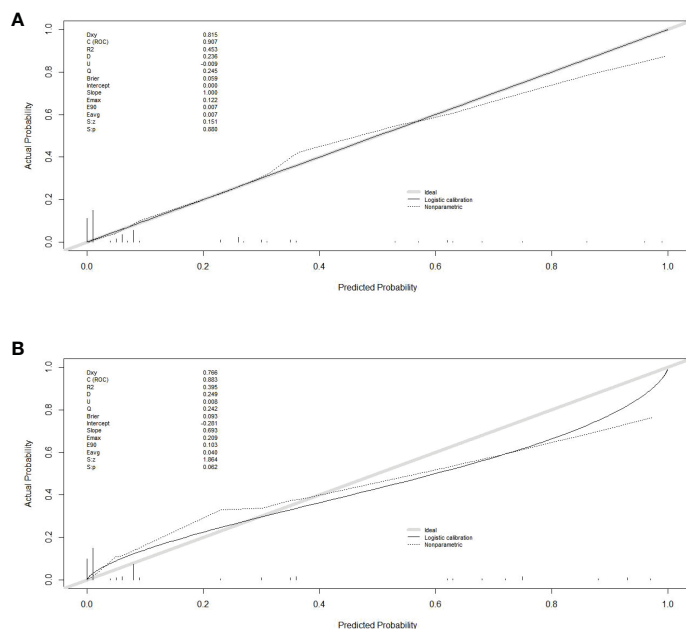 A
Dxy 0.815
C (ROC) 0.907
R2 0.453
D 0.236
U -0.009
Q 0.245
Brier 0.059
Intercept 0.000
Slope 1.000
Emax 0.122
E90 0.007
Eavg 0.007
S:z 0.151
S:p 0.880
Actual Probability
0.0 0.2 0.4 0.6 0.8 1.0
Ideal
Logistic calibration
Nonparametric
0.0 0.2 0.4 0.6 0.8 1.0
Predicted Probability
B
Dxy 0.766
C (ROC) 0.883
R2 0.395
D 0.249
U 0.008
Q 0.242
Brier 0.093
Intercept -0.281
Slope 0.693
Emax 0.209
E90 0.103
Eavg 0.048
S:z 1.864
S:p 0.062
Actual Probability
0.0 0.2 0.4 0.6 0.8 1.0
Ideal
Logistic calibration
Nonparametric
0.0 0.2 0.4 0.6 0.8 1.0
Predicted Probability